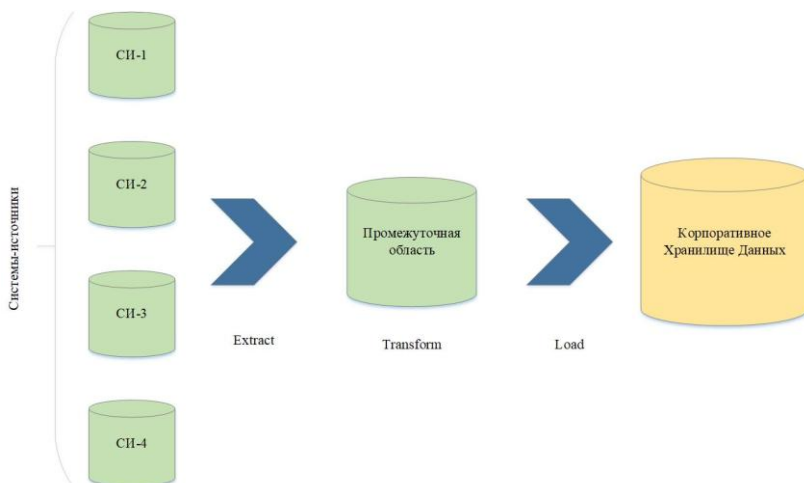 Системы-источники
СИ-1
СИ-2
СИ-3
СИ-4
Extract
Промежуточная
область
Transform
Load
Корпоративное
Хранилище Данных